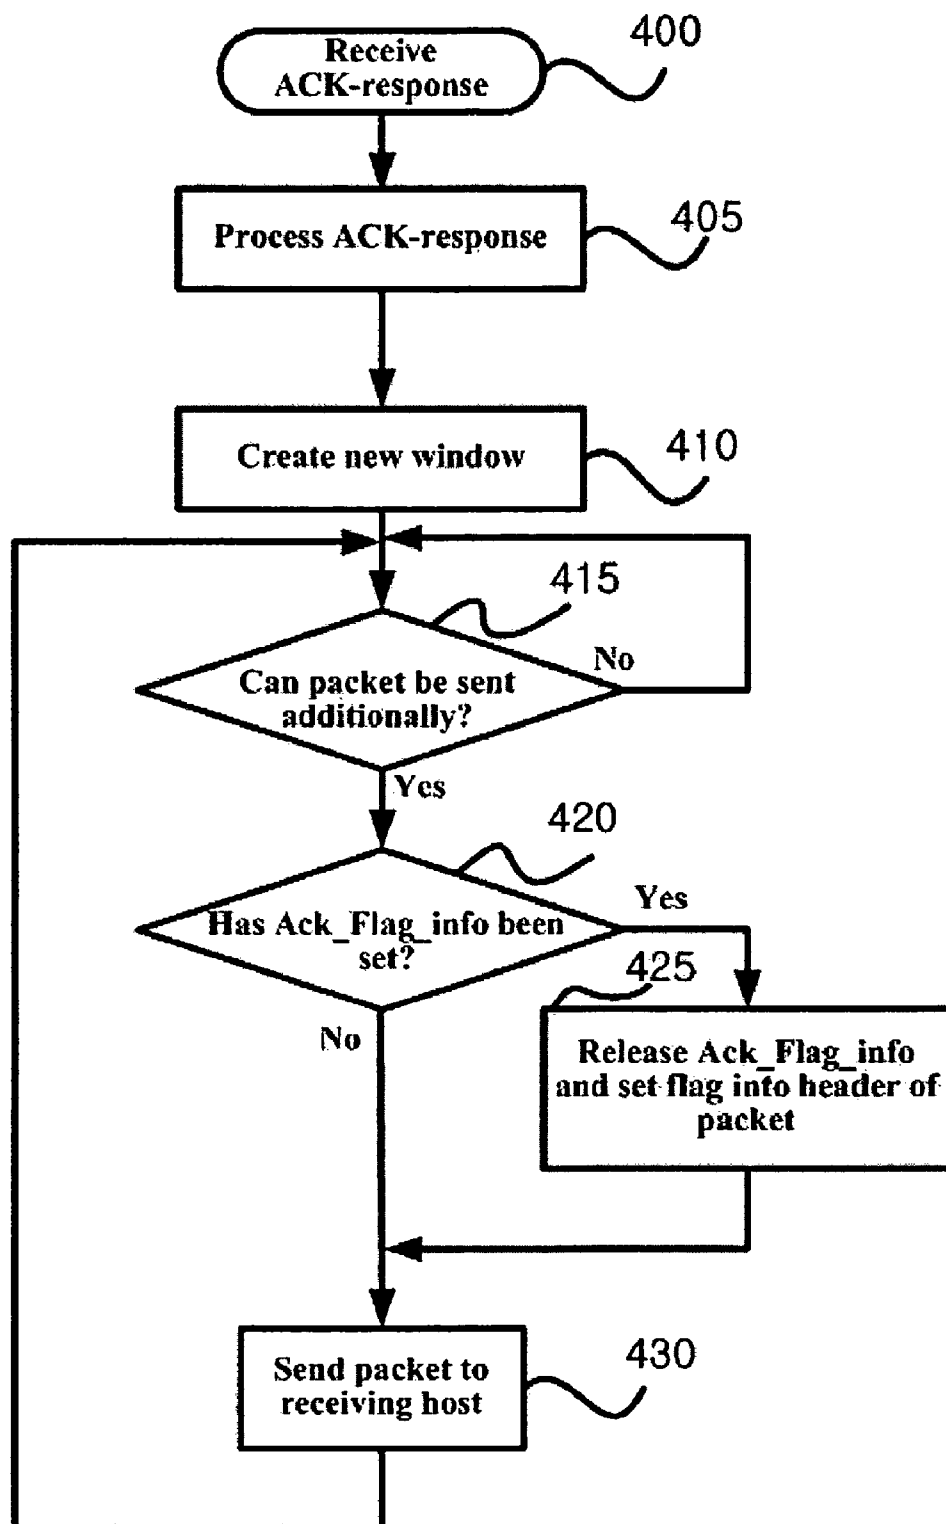 Receive
ACK-response
400
Process ACK-response
405
Create new window
410
415
No
Can packet be sent
additionally?
Yes
420
Yes
Has Ack_Flag_info been
set?
425
No
Release Ack_Flag_info
and set flag into header of
packet
430
Send packet to
receiving host